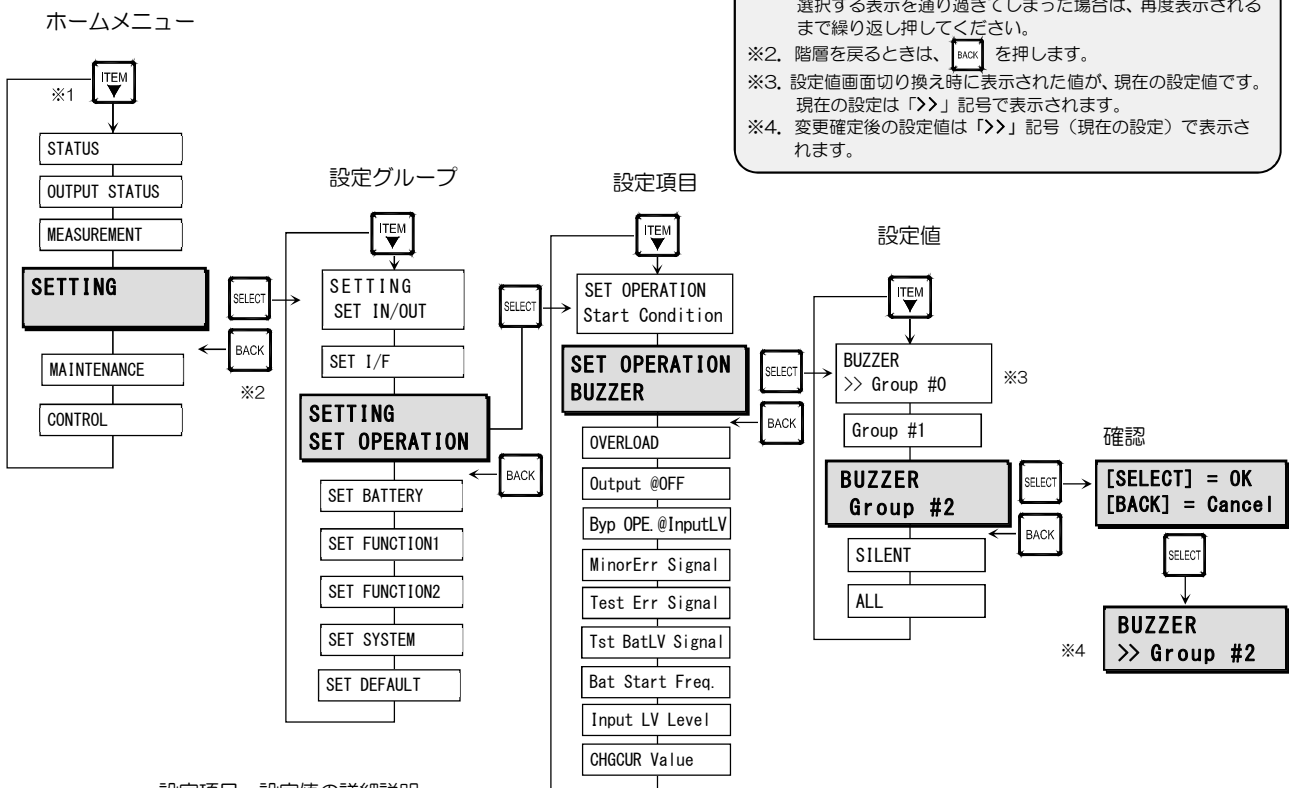 選択する表示を通り過ぎてしまった場合は、再度表示される
まで繰り返し押してください。
※2. 階層を戻るときは、 BACK を押します。
※3. 設定値画面切り換え時に表示された値が、現在の設定値です。
現在の設定は「>>」記号で表示されます。
※4. 変更確定後の設定値は「>>」記号（現在の設定）で表示さ
れます。
ホームメニュー
ITEM
※1
STATUS
OUTPUT STATUS
MEASUREMENT
SETTING
MAINTENANCE
CONTROL
SELECT
BACK
※2
設定グループ
ITEM
SETTING
SET IN/OUT
SET I/F
SETTING
SET OPERATION
SET BATTERY
SET FUNCTION1
SET FUNCTION2
SET SYSTEM
SET DEFAULT
SELECT
BACK
設定項目
ITEM
SET OPERATION
Start Condition
SET OPERATION
BUZZER
OVERLOAD
Output @OFF
Byp OPE.@InputLV
MinorErr Signal
Test Err Signal
Tst BatLV Signal
Bat Start Freq.
Input LV Level
CHGCUR Value
SELECT
BACK
設定値
ITEM
BUZZER
>> Group #0
※3
Group #1
BUZZER
Group #2
SILENT
ALL
SELECT
BACK
確認
[SELECT] = OK
[BACK] = Cancel
SELECT
BUZZER
>> Group #2
※4